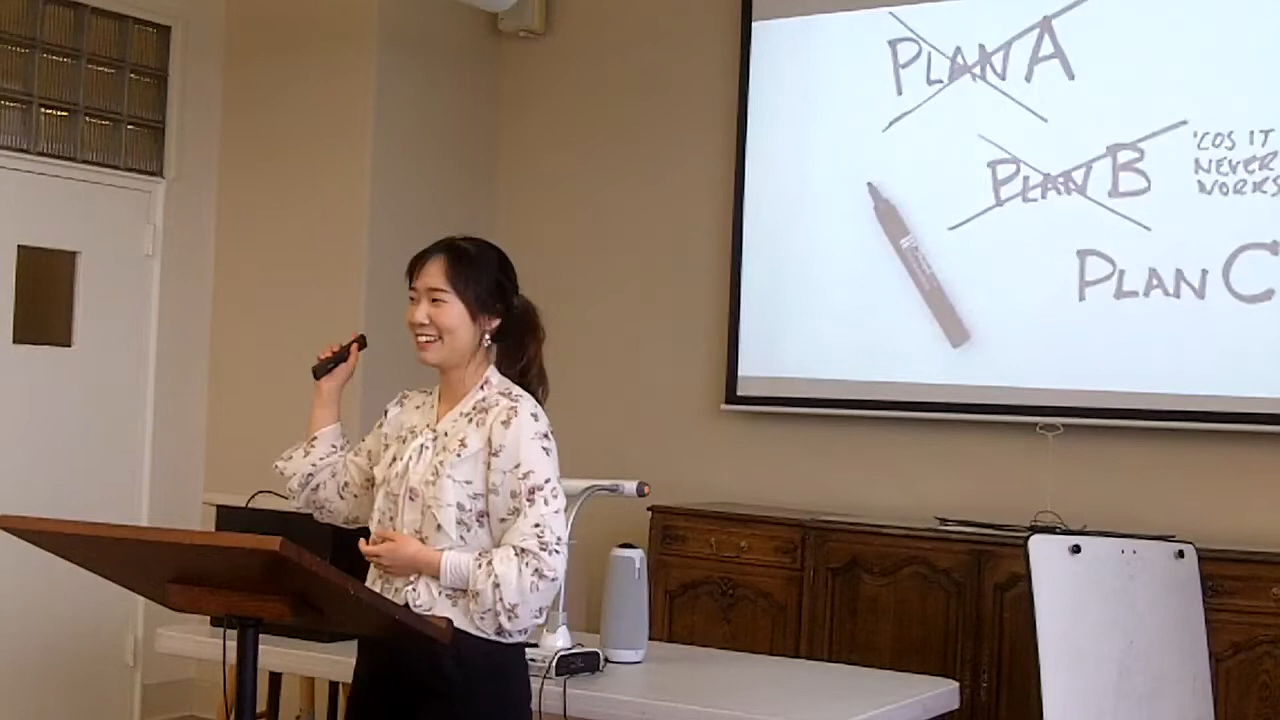 PLAN A
PLAN B
'COS IT
NEVER
WORKS
PLAN C